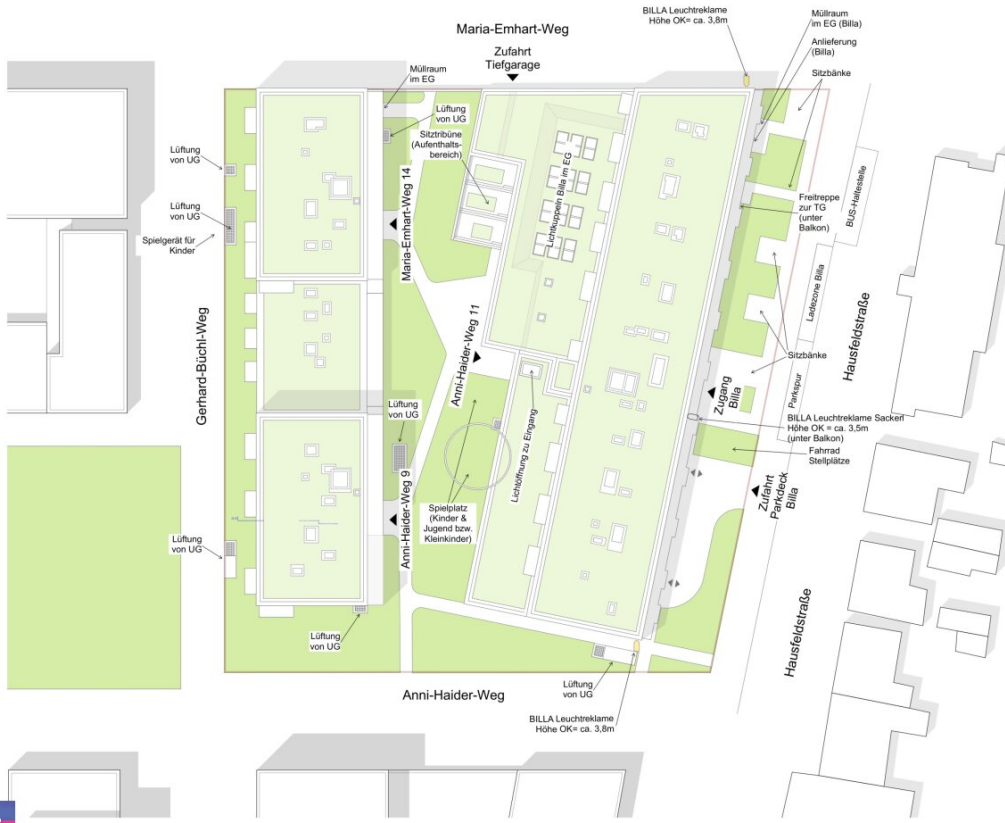 BILLA Leuchtreklame
Höhe OK= ca. 3,8m
Müllraum
im EG (Billa)
Anlieferung
(Billa)
Sitzbänke
Maria-Emhart-Weg
Zufahrt
Tiefgarage
Müllraum
im EG
Lüftung
von UG
Sitztribüne
(Aufenthalts-
bereich)
Lüftung
von UG
Lüftung
von UG
Spielgerät für
Kinder
Maria-Emhart-Weg 14
Lichtkuppeln Billa im EG
Freitreppe
zur TG
(unter
Balkon)
BUS-Haltestelle
Ladezone Billa
Hausfeldstraße
Gerhard-Büchl-Weg
Anni-Haider-Weg 11
Sitzbänke
Parkspur
Zugang
Billa
BILLA Leuchtreklame Sackerl
Höhe OK = ca. 3,5m
(unter Balkon)
Fahrrad
Stellplätze
Lüftung
von UG
Lichtöffnung zu Eingang
Zufahrt
Parkdeck
Billa
Spielplatz
(Kinder &
Jugend bzw.
Kleinkinder)
Anni-Haider-Weg 9
Lüftung
von UG
Lüftung
von UG
Hausfeldstraße
Lüftung
von UG
Anni-Haider-Weg
BILLA Leuchtreklame
Höhe OK= ca. 3,8m